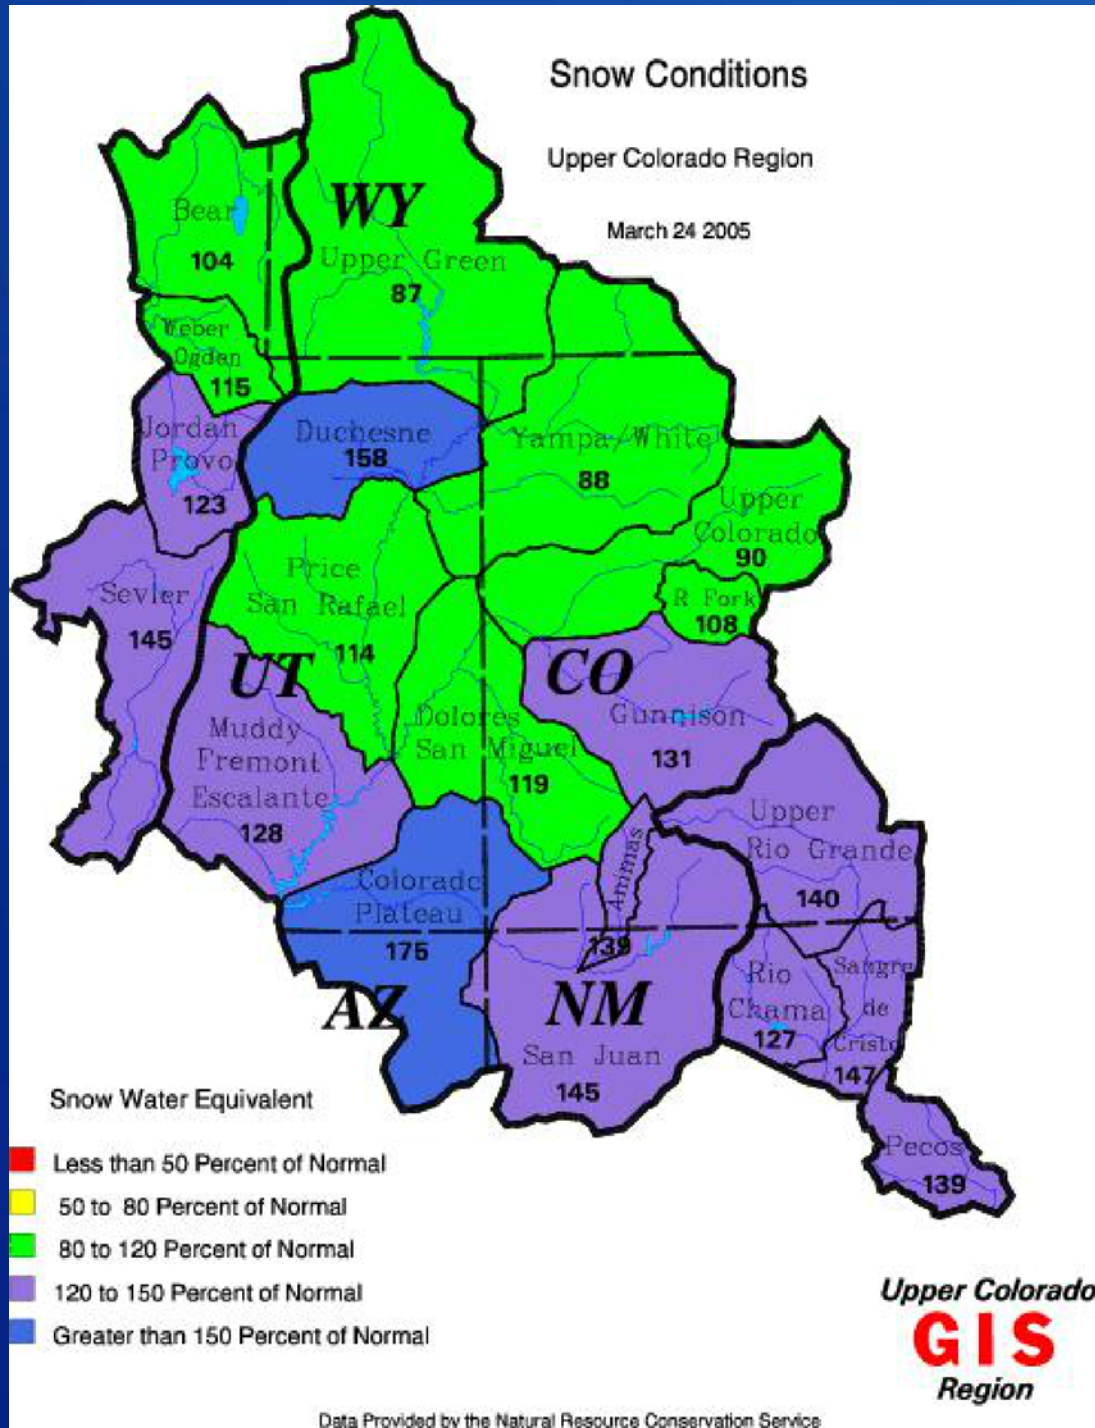 Snow Conditions
Upper Colorado Region
March 24 2005
WY
Bear
104
Upper Green
87
Weber
Ogden
115
Jordan
Provo
123
Duchesne
158
Yampa/White
88
Upper
Colorado
90
R Fork
108
Sevier
145
Price
San Rafael
114
UT
CO
Muddy
Fremont
Escalante
128
Dolores
San Miguel
119
Gunnison
131
Upper
Rio Grande
140
Animas
139
Colorado
Plateau
175
AZ
NM
San Juan
145
Rio
Chama
127
Sangre
de
Cristo
147
Pecos
139
Snow Water Equivalent
Less than 50 Percent of Normal
50 to 80 Percent of Normal
80 to 120 Percent of Normal
120 to 150 Percent of Normal
Greater than 150 Percent of Normal
Upper Colorado
GIS
Region
Data Provided by the Natural Resource Conservation Service